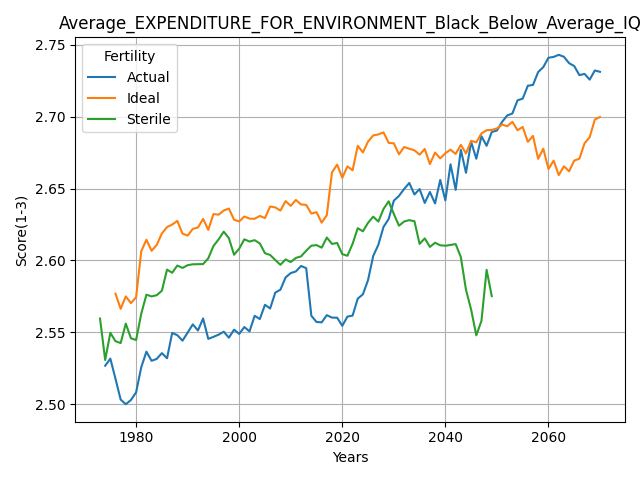 Average_EXPENDITURE_FOR_ENVIRONMENT_Black_Below_Average_IQ
Score(1-3)
2.75
2.70
2.65
2.60
2.55
2.50
Fertility
Actual
Ideal
Sterile
1980
2000
2020
2040
2060
Years